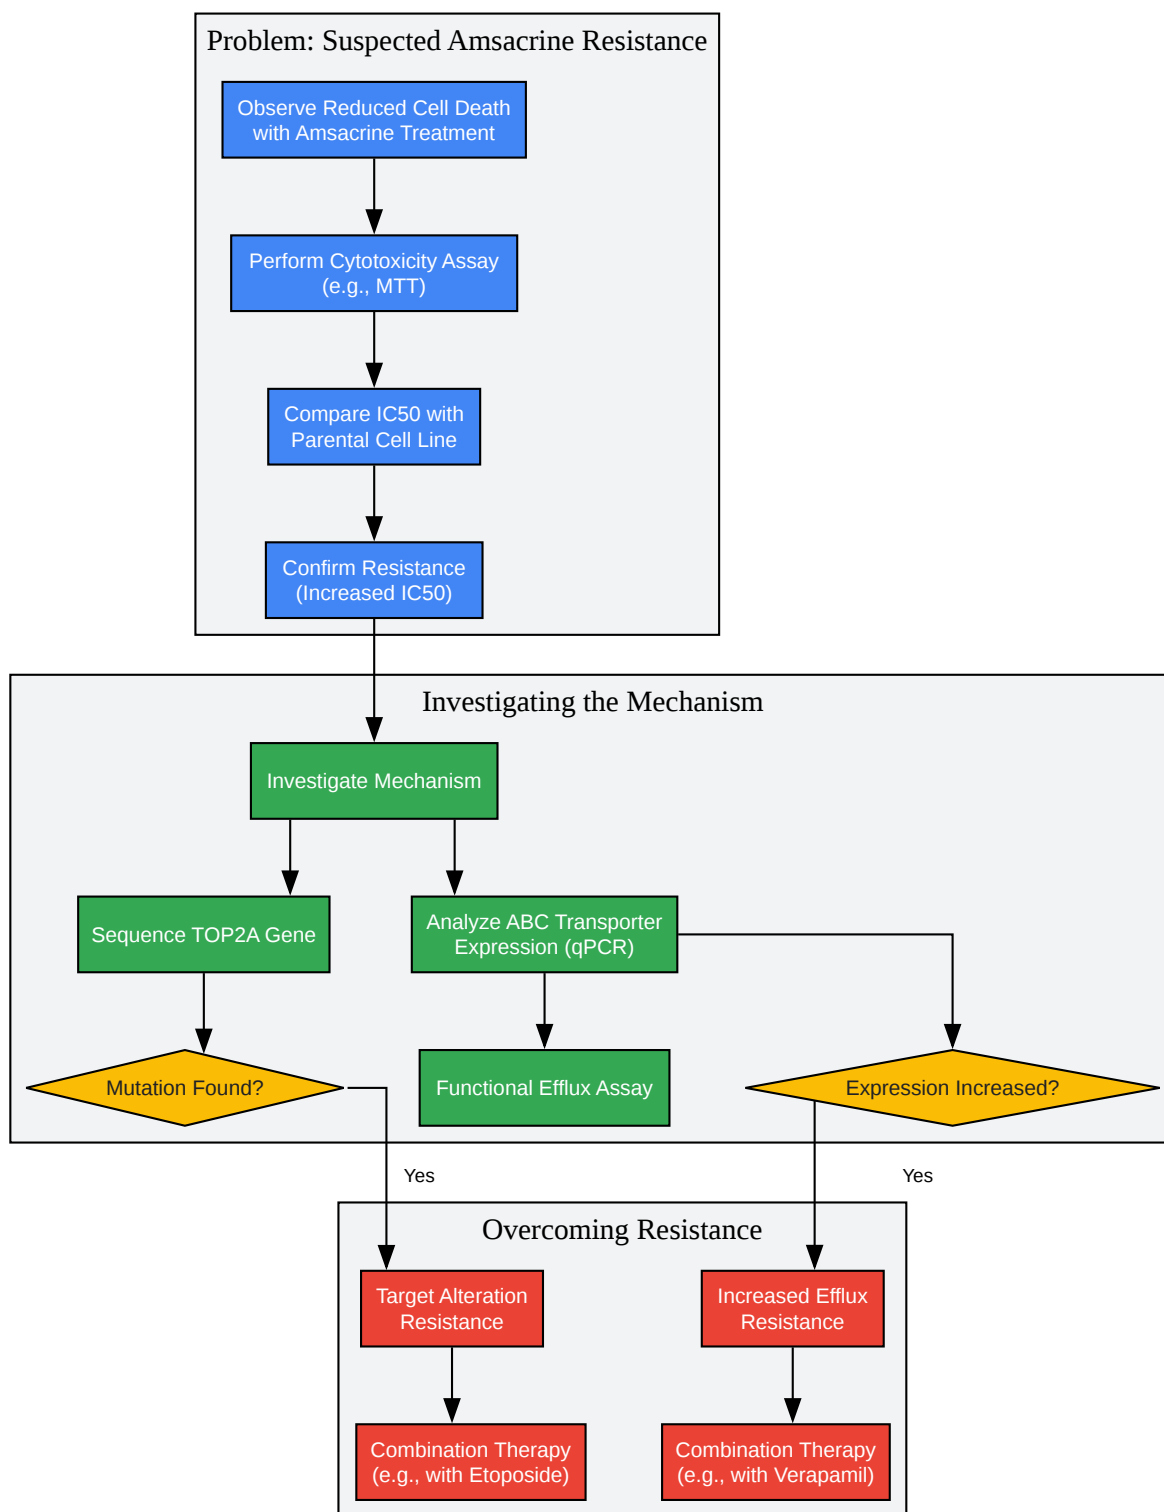 Problem: Suspected Amsacrine Resistance
Observe Reduced Cell Death
with Amsacrine Treatment
Perform Cytotoxicity Assay
(e.g., MTT)
Compare IC50 with
Parental Cell Line
Confirm Resistance
(Increased IC50)
Investigating the Mechanism
Investigate Mechanism
Sequence TOP2A Gene
Analyze ABC Transporter
Expression (qPCR)
Mutation Found?
Functional Efflux Assay
Expression Increased?
Yes
Yes
Overcoming Resistance
Target Alteration
Resistance
Increased Efflux
Resistance
Combination Therapy
(e.g., with Etoposide)
Combination Therapy
(e.g., with Verapamil)